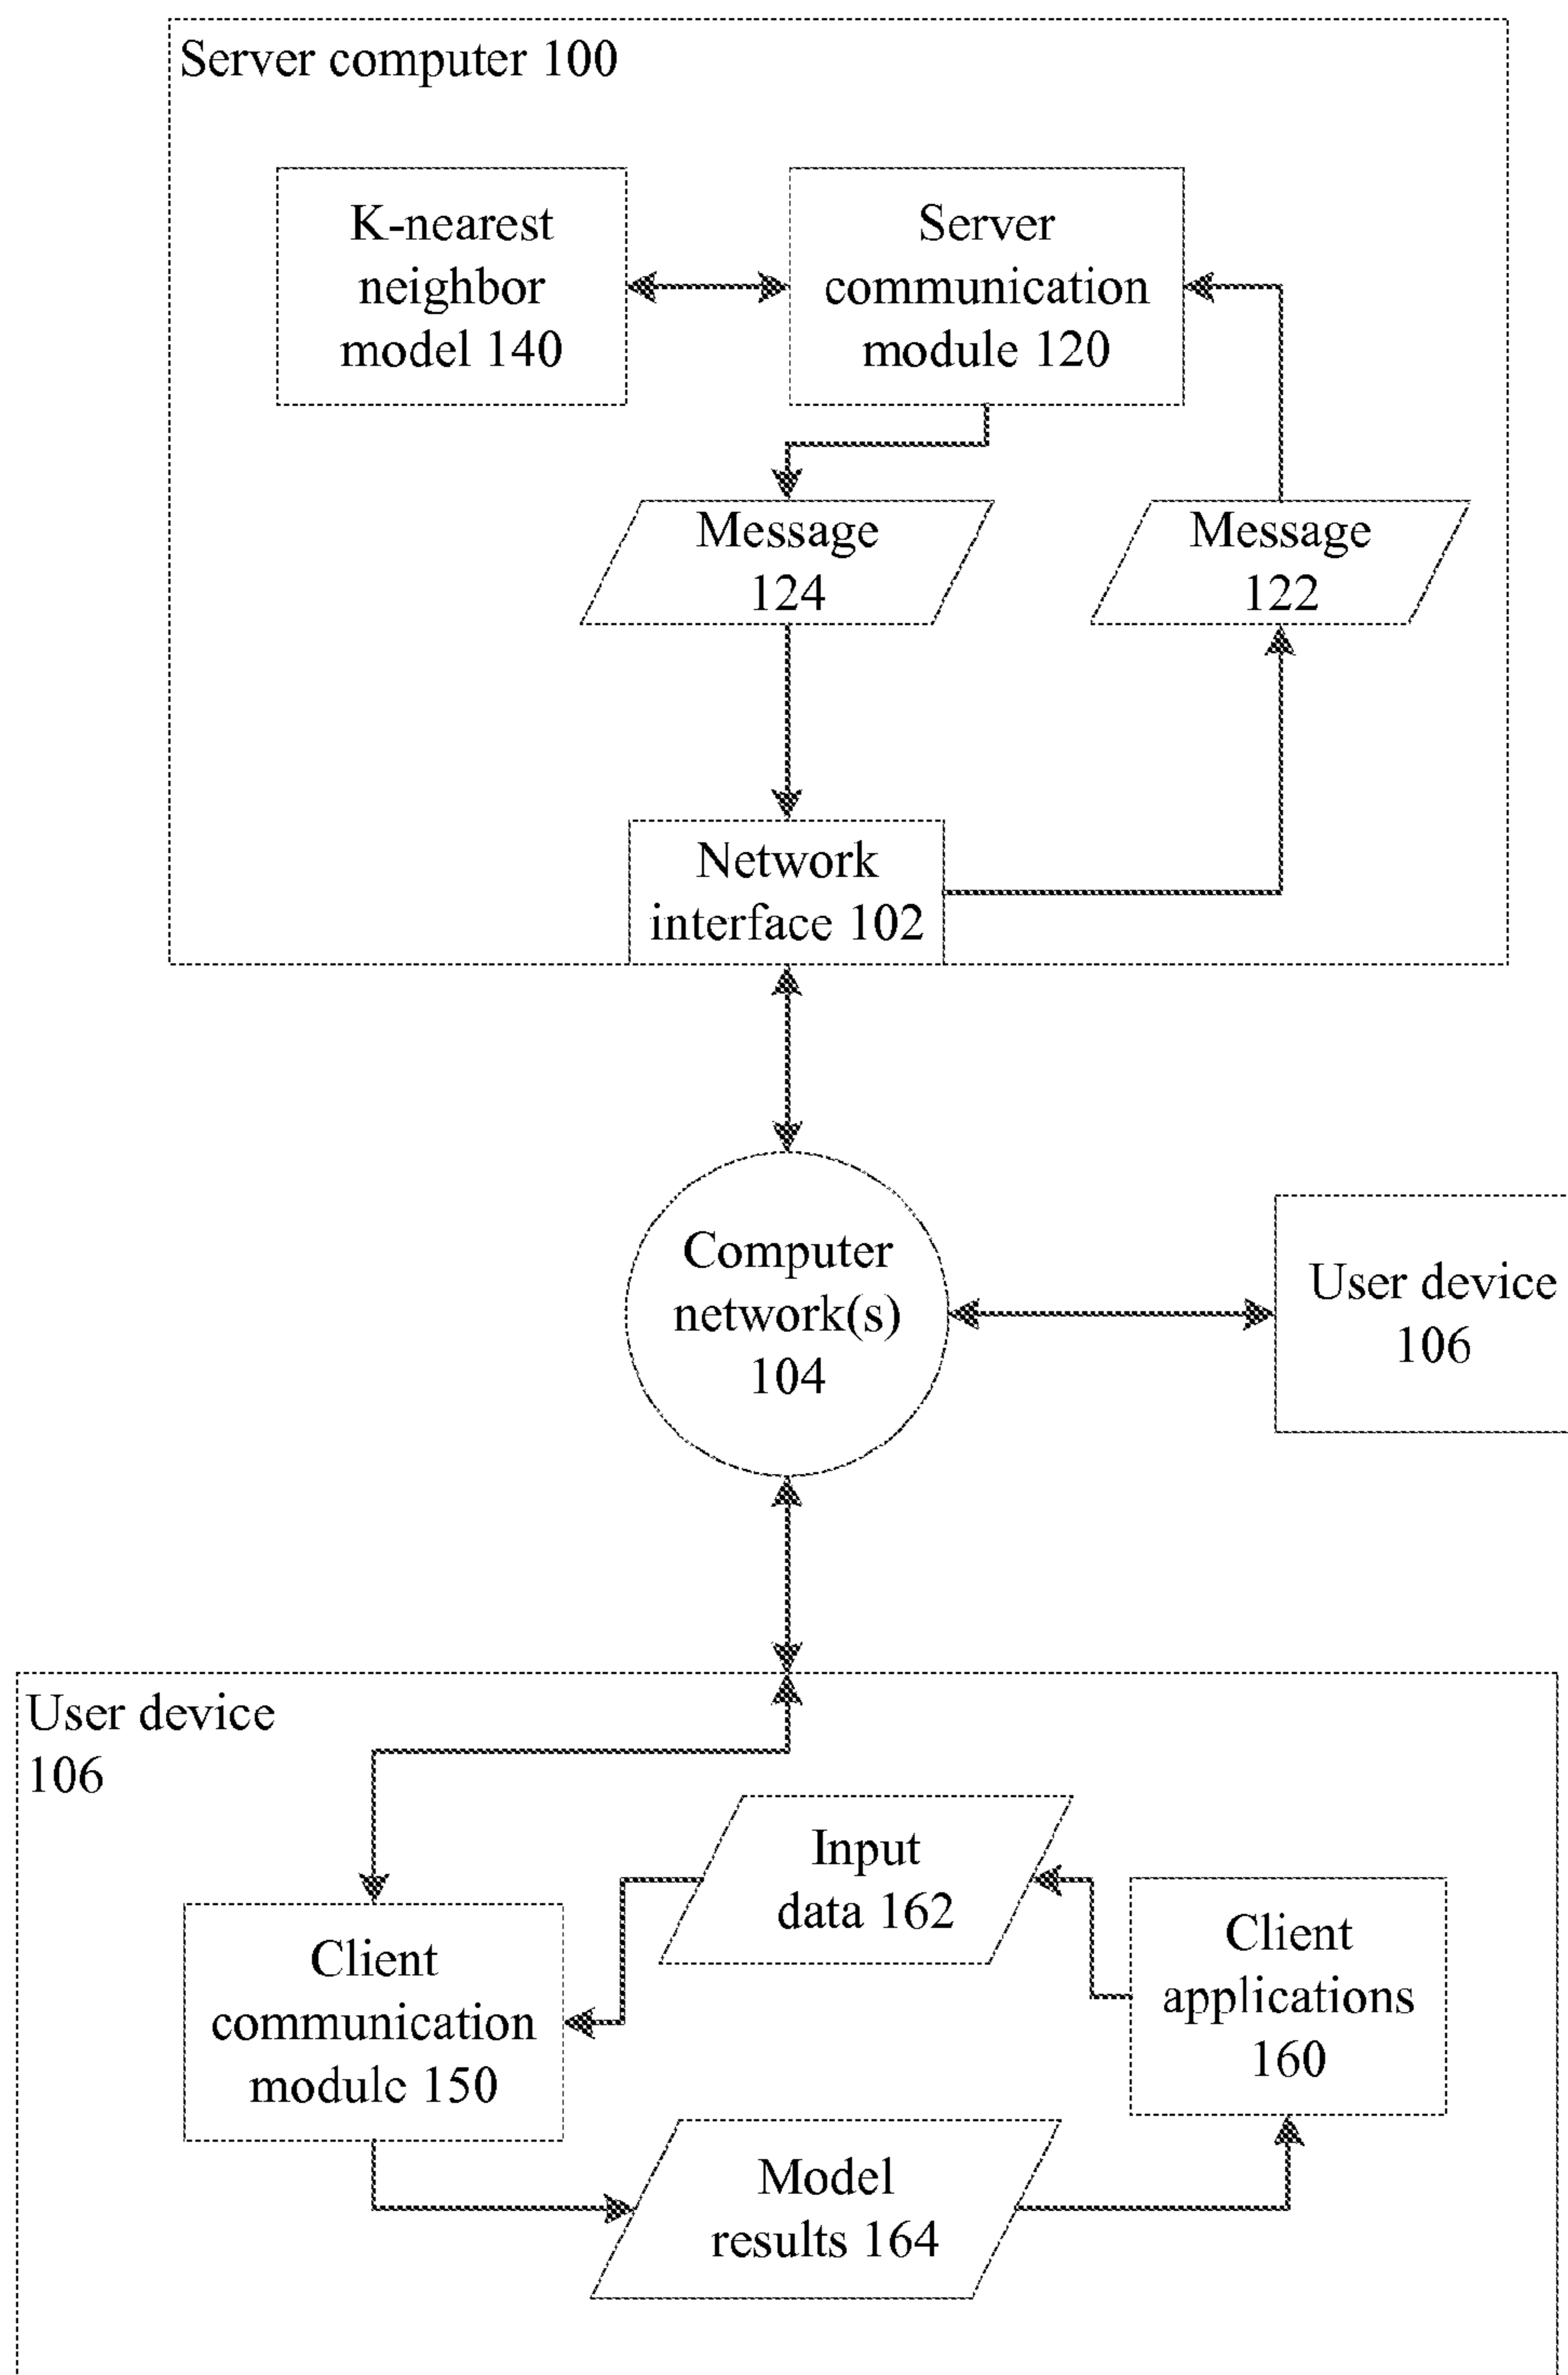 Server computer 100
K-nearest
neighbor
model 140
Server
communication
module 120
Message
124
Message
122
Network
interface 102
Computer
network(s)
104
User device
106
User device
106
Input
data 162
Client
applications
160
Client
communication
module 150
Model
results 164